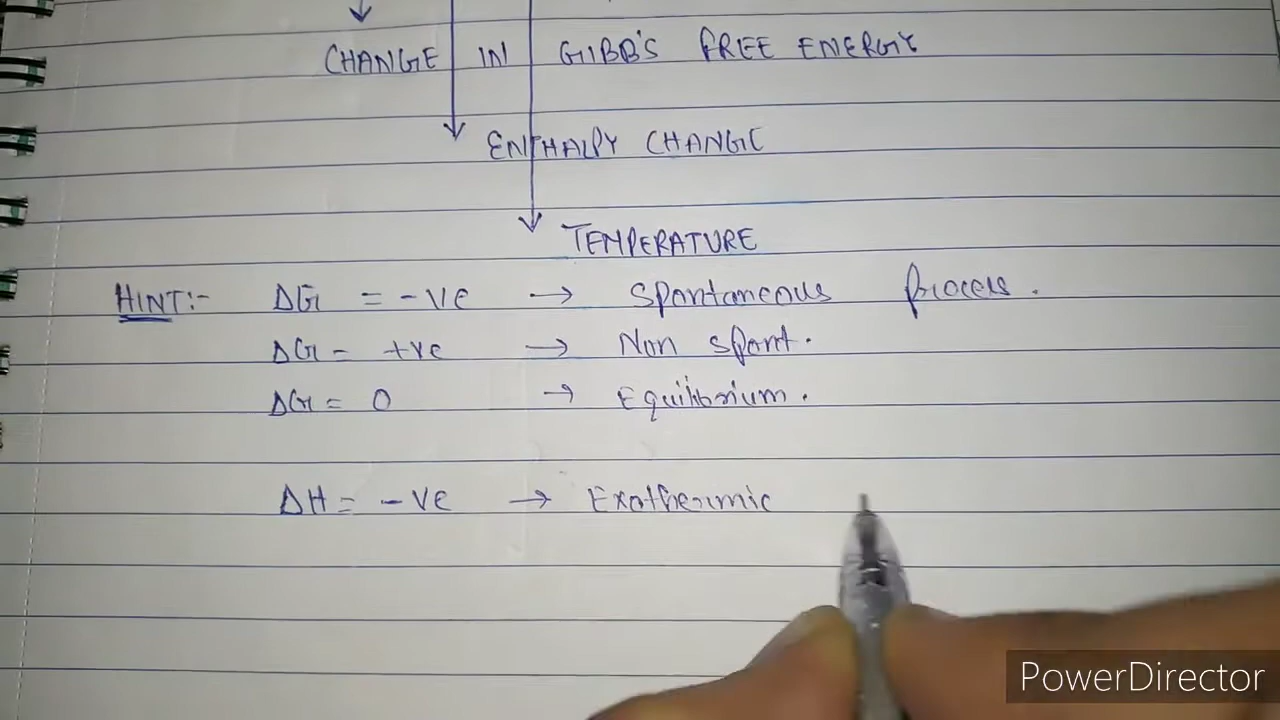 CHANGE IN GIBB'S FREE ENERGY
ENTHALPY CHANGE
TEMPERATURE
HINT:- ΔG = -ve → Spontaneous process.
ΔG = +ve → Non spont.
ΔG = 0 → Equilibrium.
ΔH = -ve → Exothermic
PowerDirector